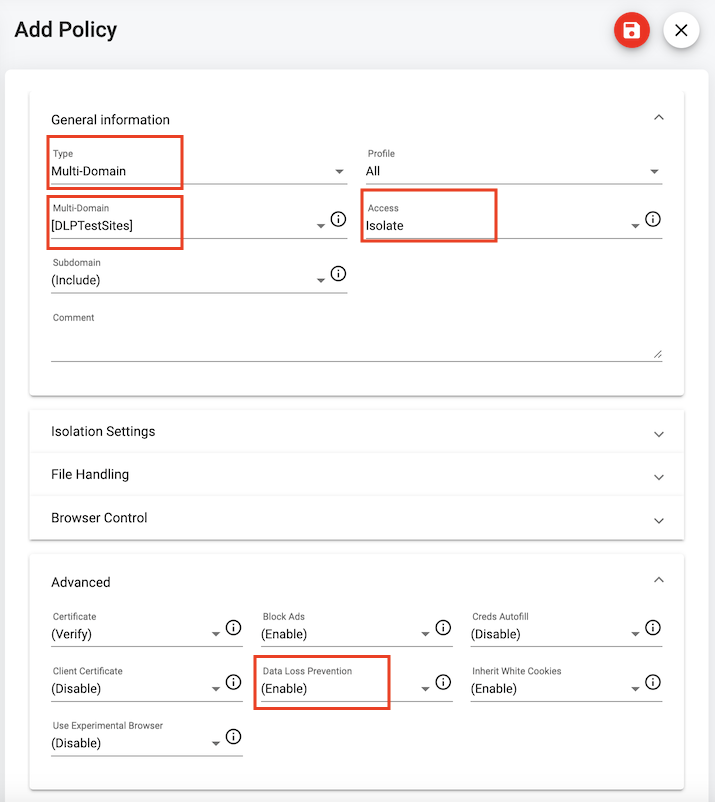 Add Policy
General information
Type
Multi-Domain
Profile
All
Multi-Domain
[DLPTestSites]
Access
Isolate
Subdomain
(Include)
Comment
Isolation Settings
File Handling
Browser Control
Advanced
Certificate
(Verify)
Block Ads
(Enable)
Creds Autofill
(Disable)
Client Certificate
(Disable)
Data Loss Prevention
(Enable)
Inherit White Cookies
(Enable)
Use Experimental Browser
(Disable)